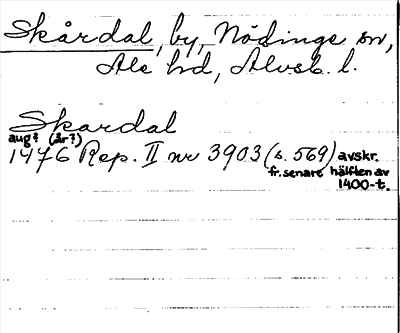 Skårdal, by, Nödinge sn,
Ale hd, Älvsb. l.
Skardal
aug? (år?)
1476 Rep. II nr 3903 (s. 569) avskr.
fr. senare hälften av
1400-t.